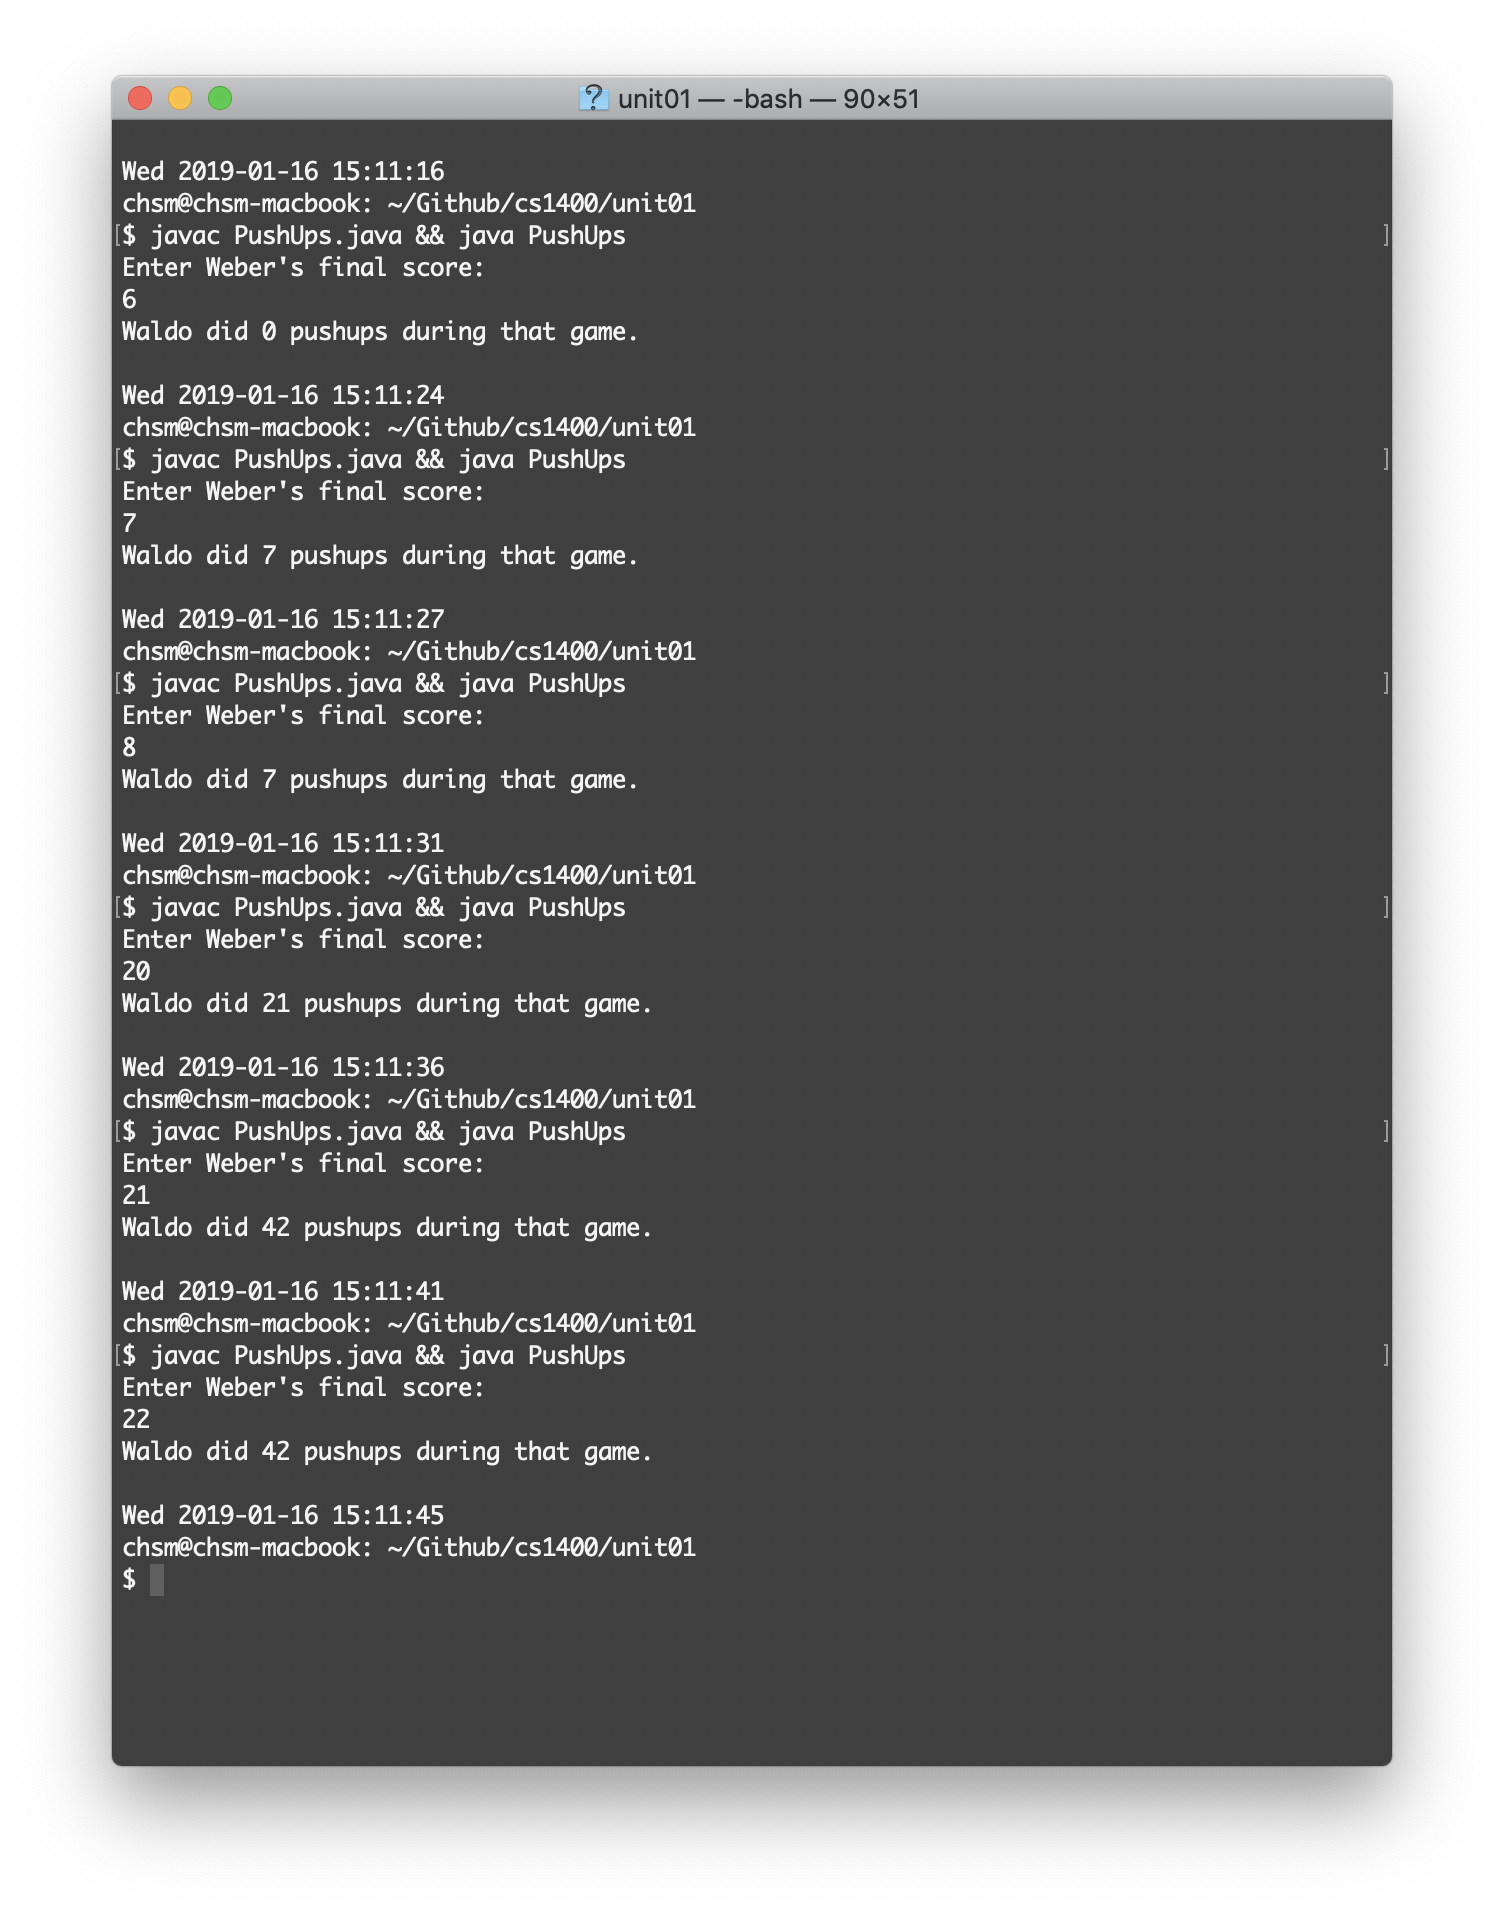 unit01 — -bash — 90×51
Wed 2019-01-16 15:11:16
chsm@chsm-macbook: ~/Github/cs1400/unit01
[$ javac PushUps.java && java PushUps ]
Enter Weber's final score:
6
Waldo did 0 pushups during that game.
Wed 2019-01-16 15:11:24
chsm@chsm-macbook: ~/Github/cs1400/unit01
[$ javac PushUps.java && java PushUps ]
Enter Weber's final score:
7
Waldo did 7 pushups during that game.
Wed 2019-01-16 15:11:27
chsm@chsm-macbook: ~/Github/cs1400/unit01
[$ javac PushUps.java && java PushUps ]
Enter Weber's final score:
8
Waldo did 7 pushups during that game.
Wed 2019-01-16 15:11:31
chsm@chsm-macbook: ~/Github/cs1400/unit01
[$ javac PushUps.java && java PushUps ]
Enter Weber's final score:
20
Waldo did 21 pushups during that game.
Wed 2019-01-16 15:11:36
chsm@chsm-macbook: ~/Github/cs1400/unit01
[$ javac PushUps.java && java PushUps ]
Enter Weber's final score:
21
Waldo did 42 pushups during that game.
Wed 2019-01-16 15:11:41
chsm@chsm-macbook: ~/Github/cs1400/unit01
[$ javac PushUps.java && java PushUps ]
Enter Weber's final score:
22
Waldo did 42 pushups during that game.
Wed 2019-01-16 15:11:45
chsm@chsm-macbook: ~/Github/cs1400/unit01
$